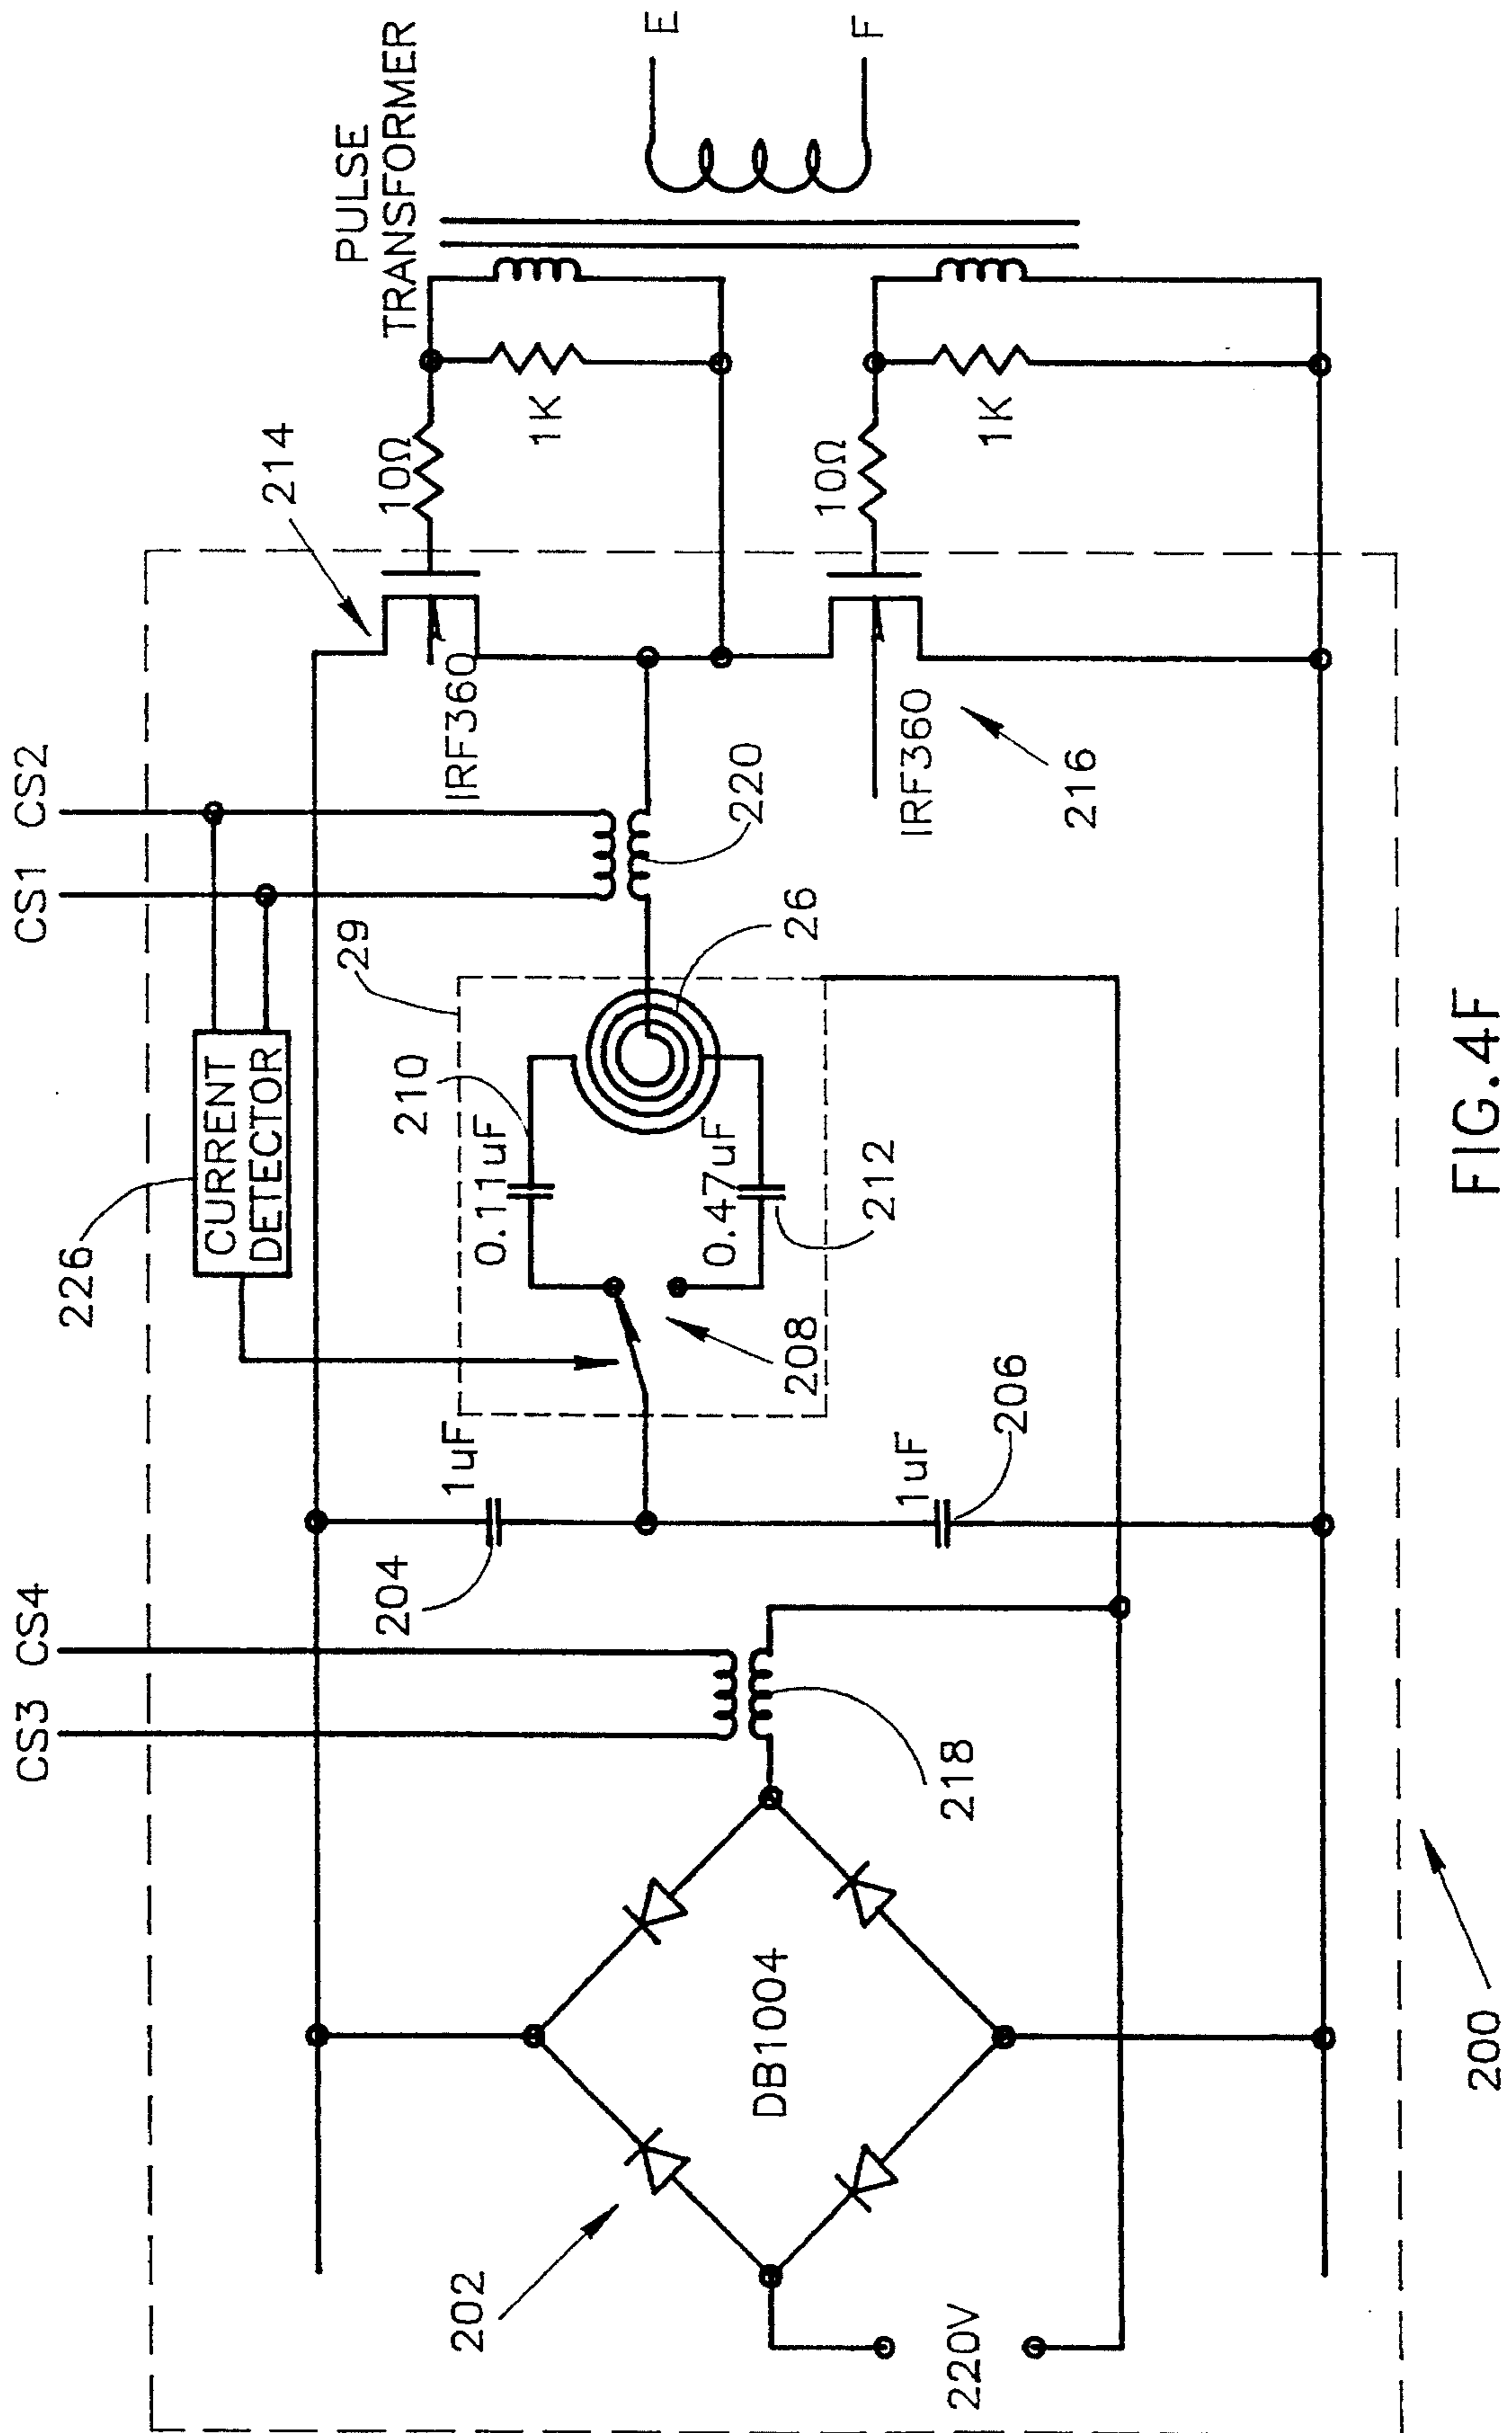 CS3
CS4
CS1
CS2
226
CURRENT
DETECTOR
29
214
PULSE
TRANSFORMER
204
1uF
210
0.11uF
10Ω
1K
IRF360
E
202
DB1004
218
208
0.47uF
212
26
220
F
220V
1uF
206
IRF360
216
10Ω
1K
200
FIG.4F